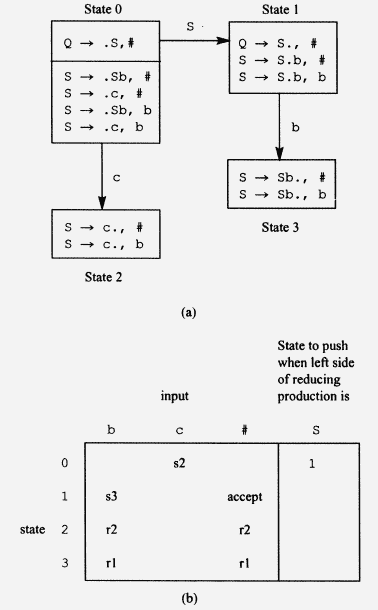 State 0
State 1
Q → .S,#
S
Q → S., #
S → S.b, #
S → S.b, b
S → .Sb, #
S → .c, #
S → .Sb, b
S → .c, b
b
c
S → Sb., #
S → Sb., b
State 3
S → c., #
S → c., b
State 2
(a)
State to push
when left side
of reducing
production is
input
b c # S
0 s2 1
1 s3 accept
state 2 r2 r2
3 r1 r1
(b)